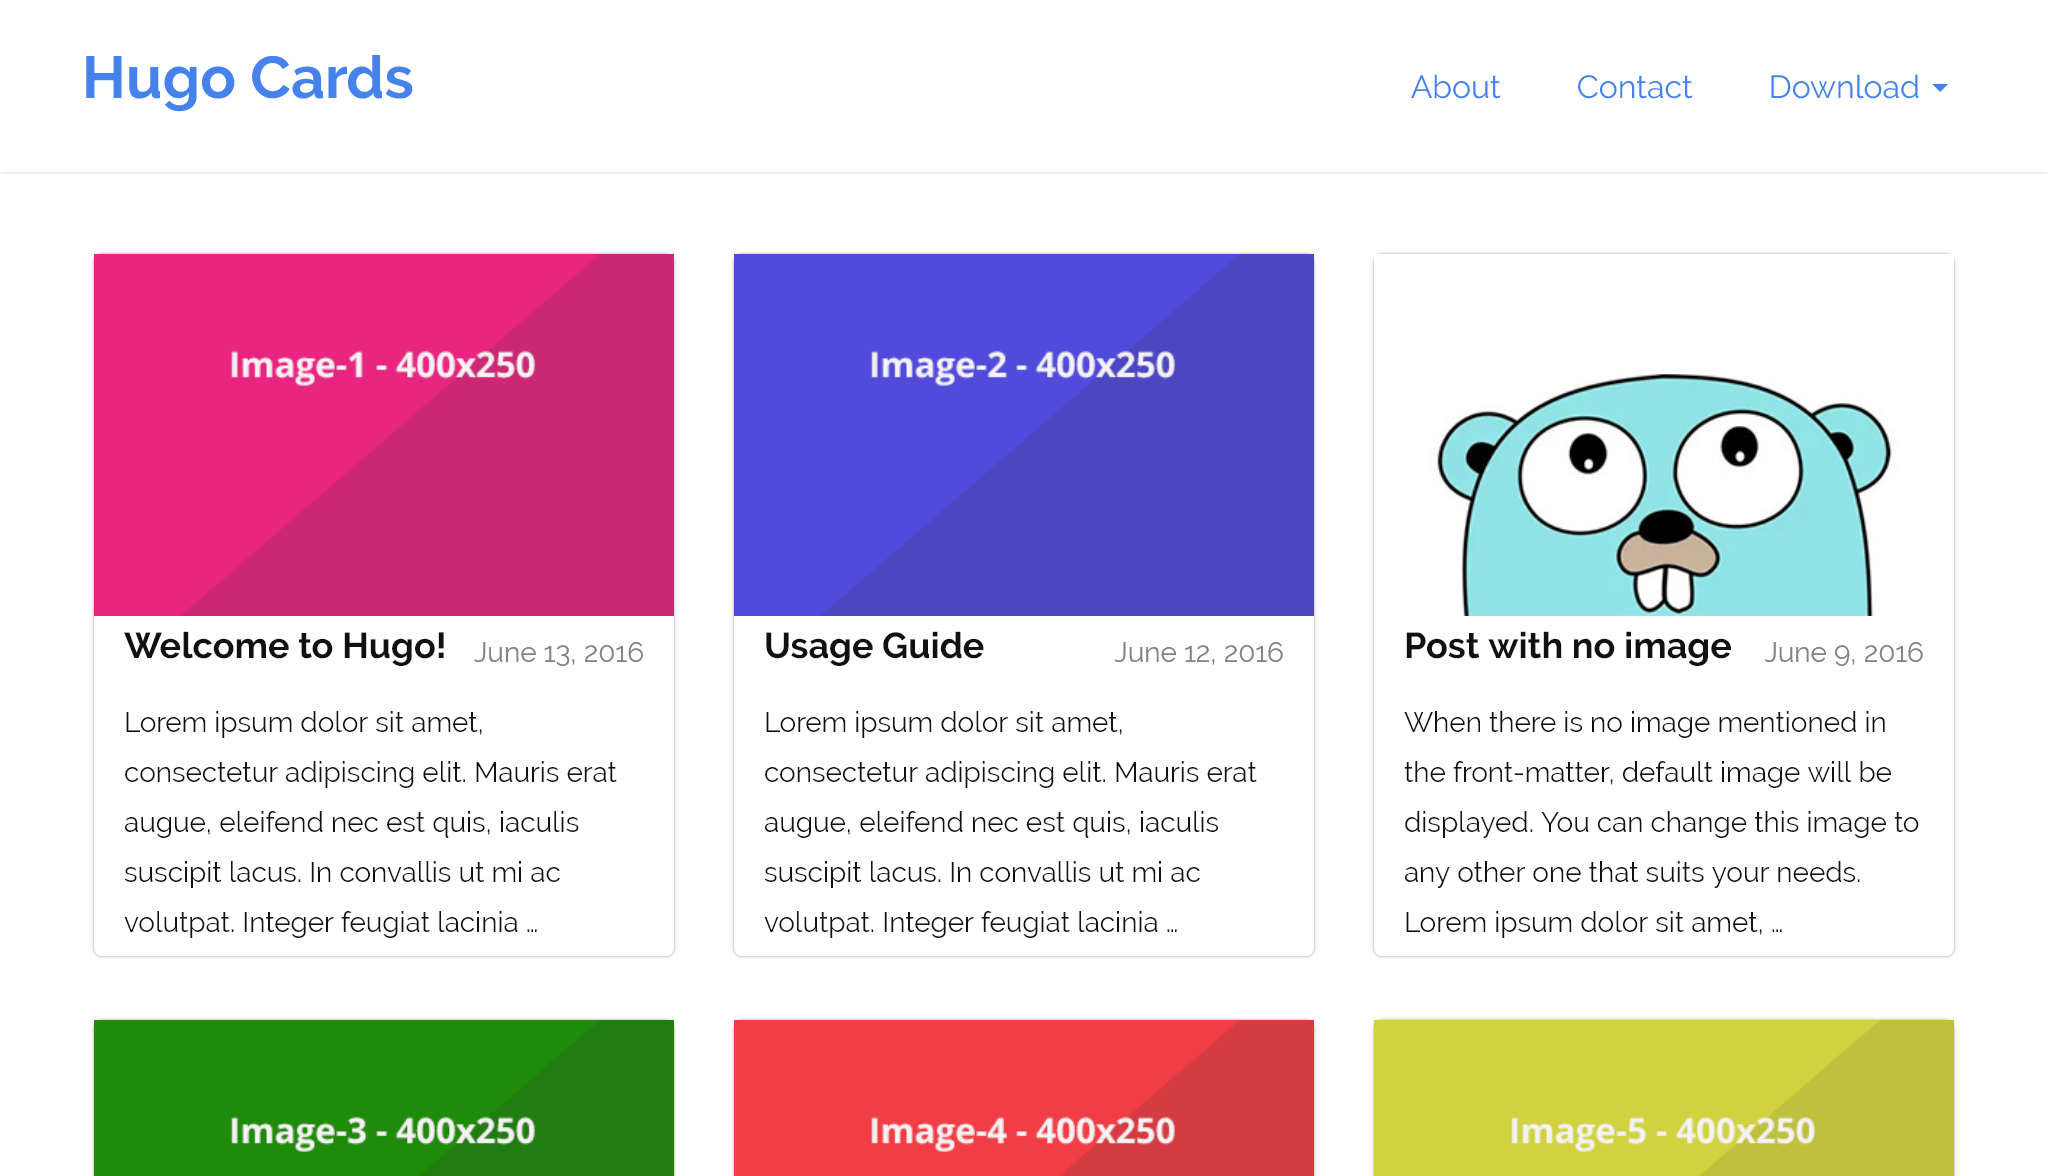 Hugo Cards
About
Contact
Download
Image-1 - 400x250
Welcome to Hugo!
June 13, 2016
Lorem ipsum dolor sit amet,
consectetur adipiscing elit. Mauris erat
augue, eleifend nec est quis, iaculis
suscipit lacus. In convallis ut mi ac
volutpat. Integer feugiat lacinia ...
Image-2 - 400x250
Usage Guide
June 12, 2016
Lorem ipsum dolor sit amet,
consectetur adipiscing elit. Mauris erat
augue, eleifend nec est quis, iaculis
suscipit lacus. In convallis ut mi ac
volutpat. Integer feugiat lacinia ...
Post with no image
June 9, 2016
When there is no image mentioned in
the front-matter, default image will be
displayed. You can change this image to
any other one that suits your needs.
Lorem ipsum dolor sit amet, ...
Image-3 - 400x250
Image-4 - 400x250
Image-5 - 400x250